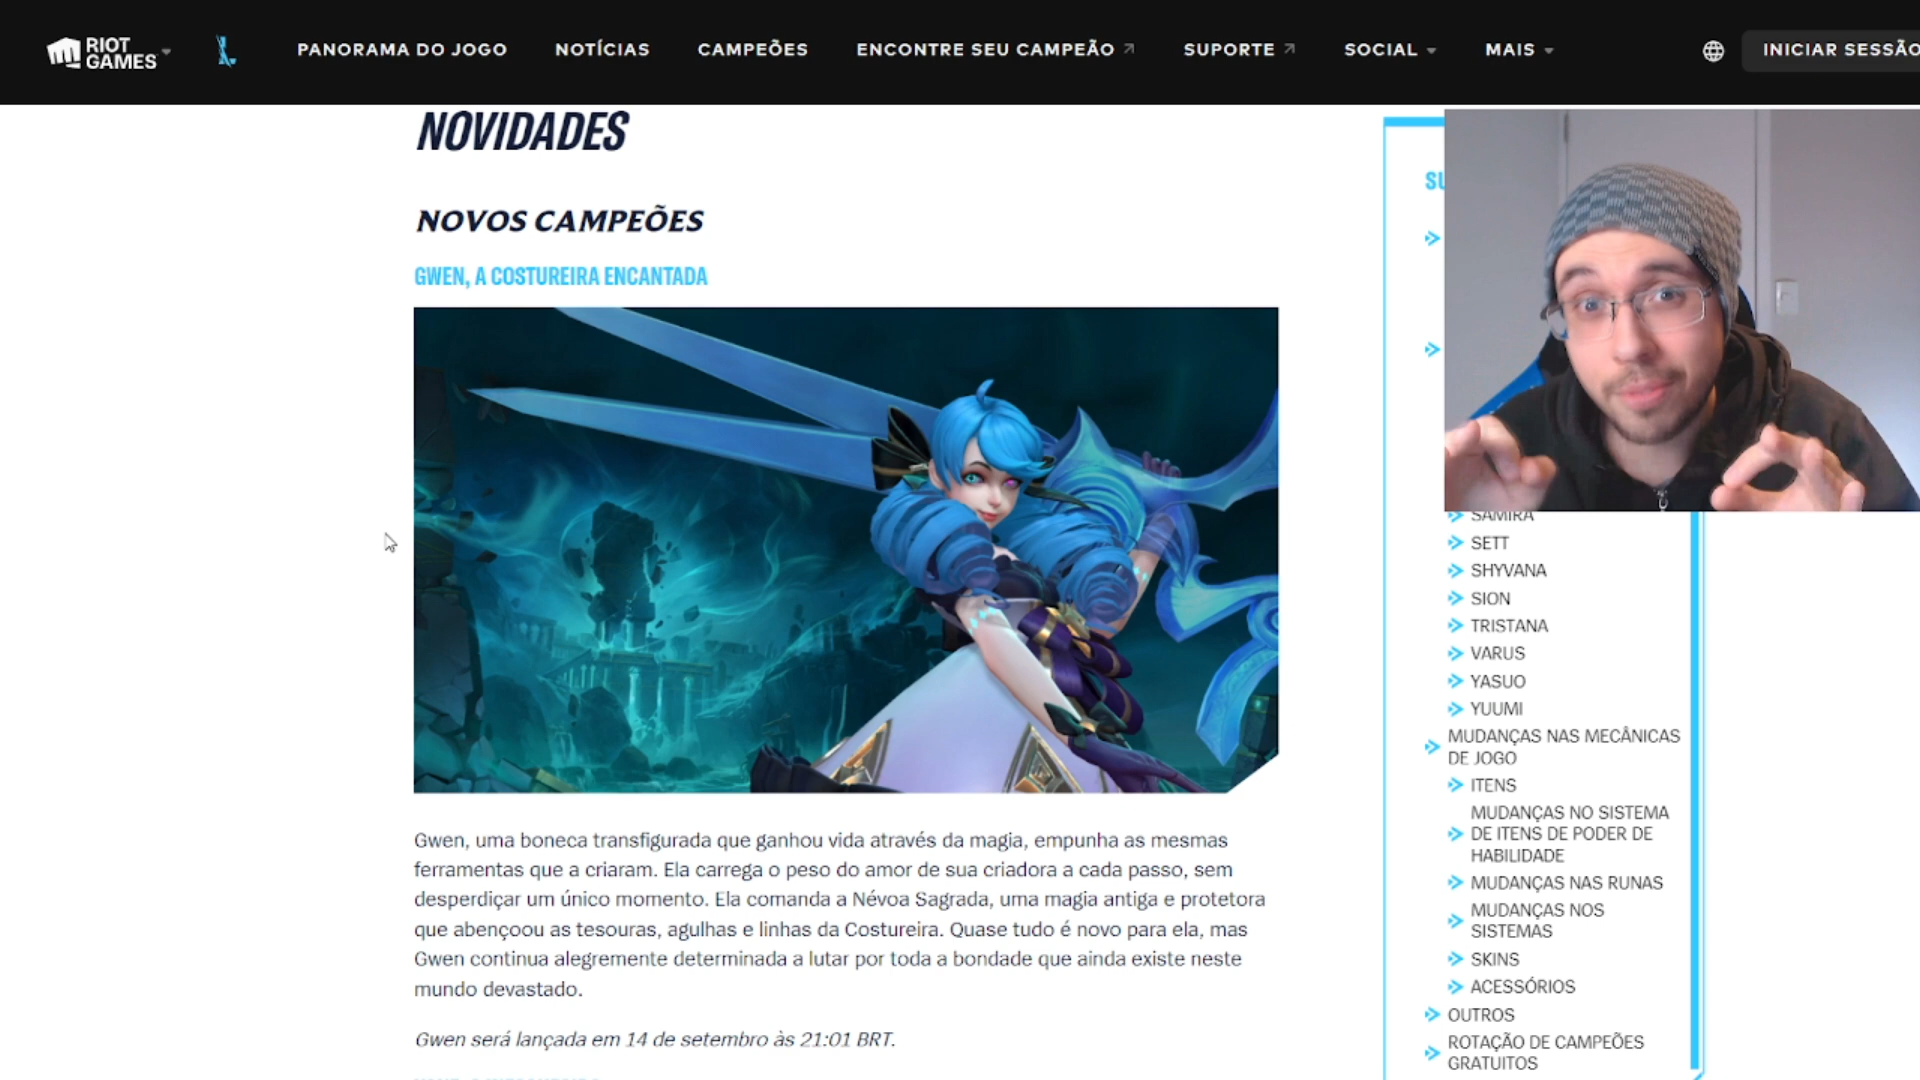 RIOT GAMES
PANORAMA DO JOGO
NOTÍCIAS
CAMPEÕES
ENCONTRE SEU CAMPEÃO
SUPORTE
SOCIAL
MAIS
INICIAR SESSÃO
NOVIDADES
NOVOS CAMPEÕES
GWEN, A COSTUREIRA ENCANTADA
Gwen, uma boneca transfigurada que ganhou vida através da magia, empunha as mesmas
ferramentas que a criaram. Ela carrega o peso do amor de sua criadora a cada passo, sem
desperdiçar um único momento. Ela comanda a Névoa Sagrada, uma magia antiga e protetora
que abençoou as tesouras, agulhas e linhas da Costureira. Quase tudo é novo para ela, mas
Gwen continua alegremente determinada a lutar por toda a bondade que ainda existe neste
mundo devastado.
Gwen será lançada em 14 de setembro às 21:01 BRT.
SAMIRA
SETT
SHYVANA
SION
TRISTANA
VARUS
YASUO
YUUMI
MUDANÇAS NAS MECÂNICAS
DE JOGO
ITENS
MUDANÇAS NO SISTEMA
DE ITENS DE PODER DE
HABILIDADE
MUDANÇAS NAS RUNAS
MUDANÇAS NOS
SISTEMAS
SKINS
ACESSÓRIOS
OUTROS
ROTAÇÃO DE CAMPEÕES
GRATUITOS